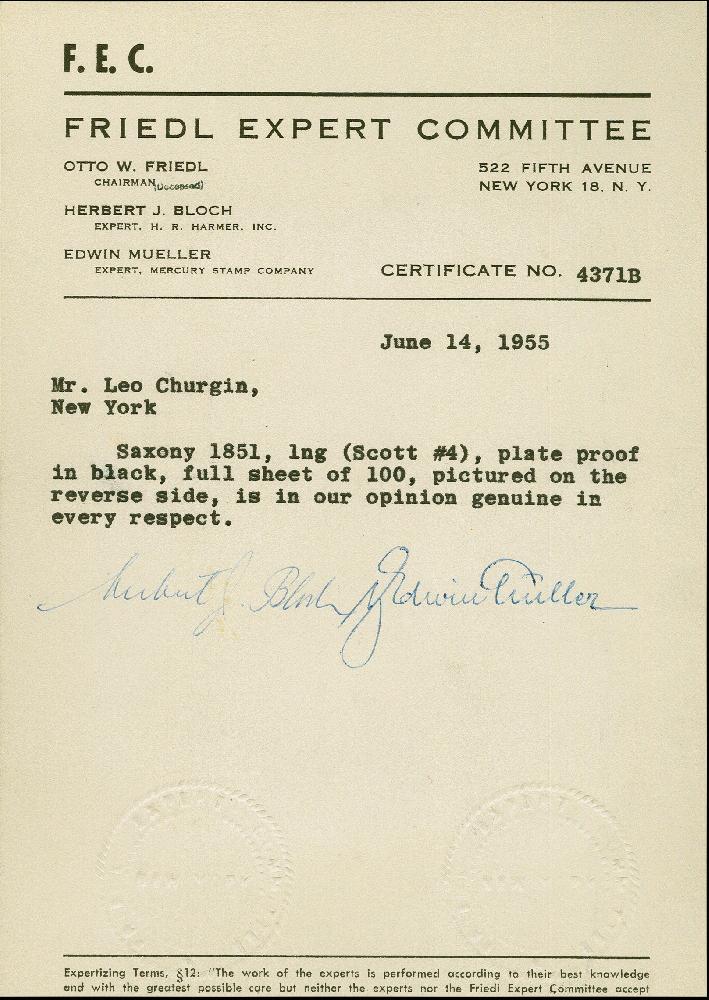 F. E. C.
FRIEDL EXPERT COMMITTEE
OTTO W. FRIEDL
CHAIRMAN (Deceased)
522 FIFTH AVENUE
NEW YORK 18, N. Y.
HERBERT J. BLOCH
EXPERT, H. R. HARMER, INC.
EDWIN MUELLER
EXPERT, MERCURY STAMP COMPANY
CERTIFICATE NO. 4371B
June 14, 1955
Mr. Leo Churgin,
New York
Saxony 1851, 1ng (Scott #4), plate proof
in black, full sheet of 100, pictured on the
reverse side, is in our opinion genuine in
every respect.
Herbert J. Bloch Edwin Müller
Expertizing Terms, §12: "The work of the experts is performed according to their best knowledge
and with the greatest possible care but neither the experts nor the Friedl Expert Committee accept